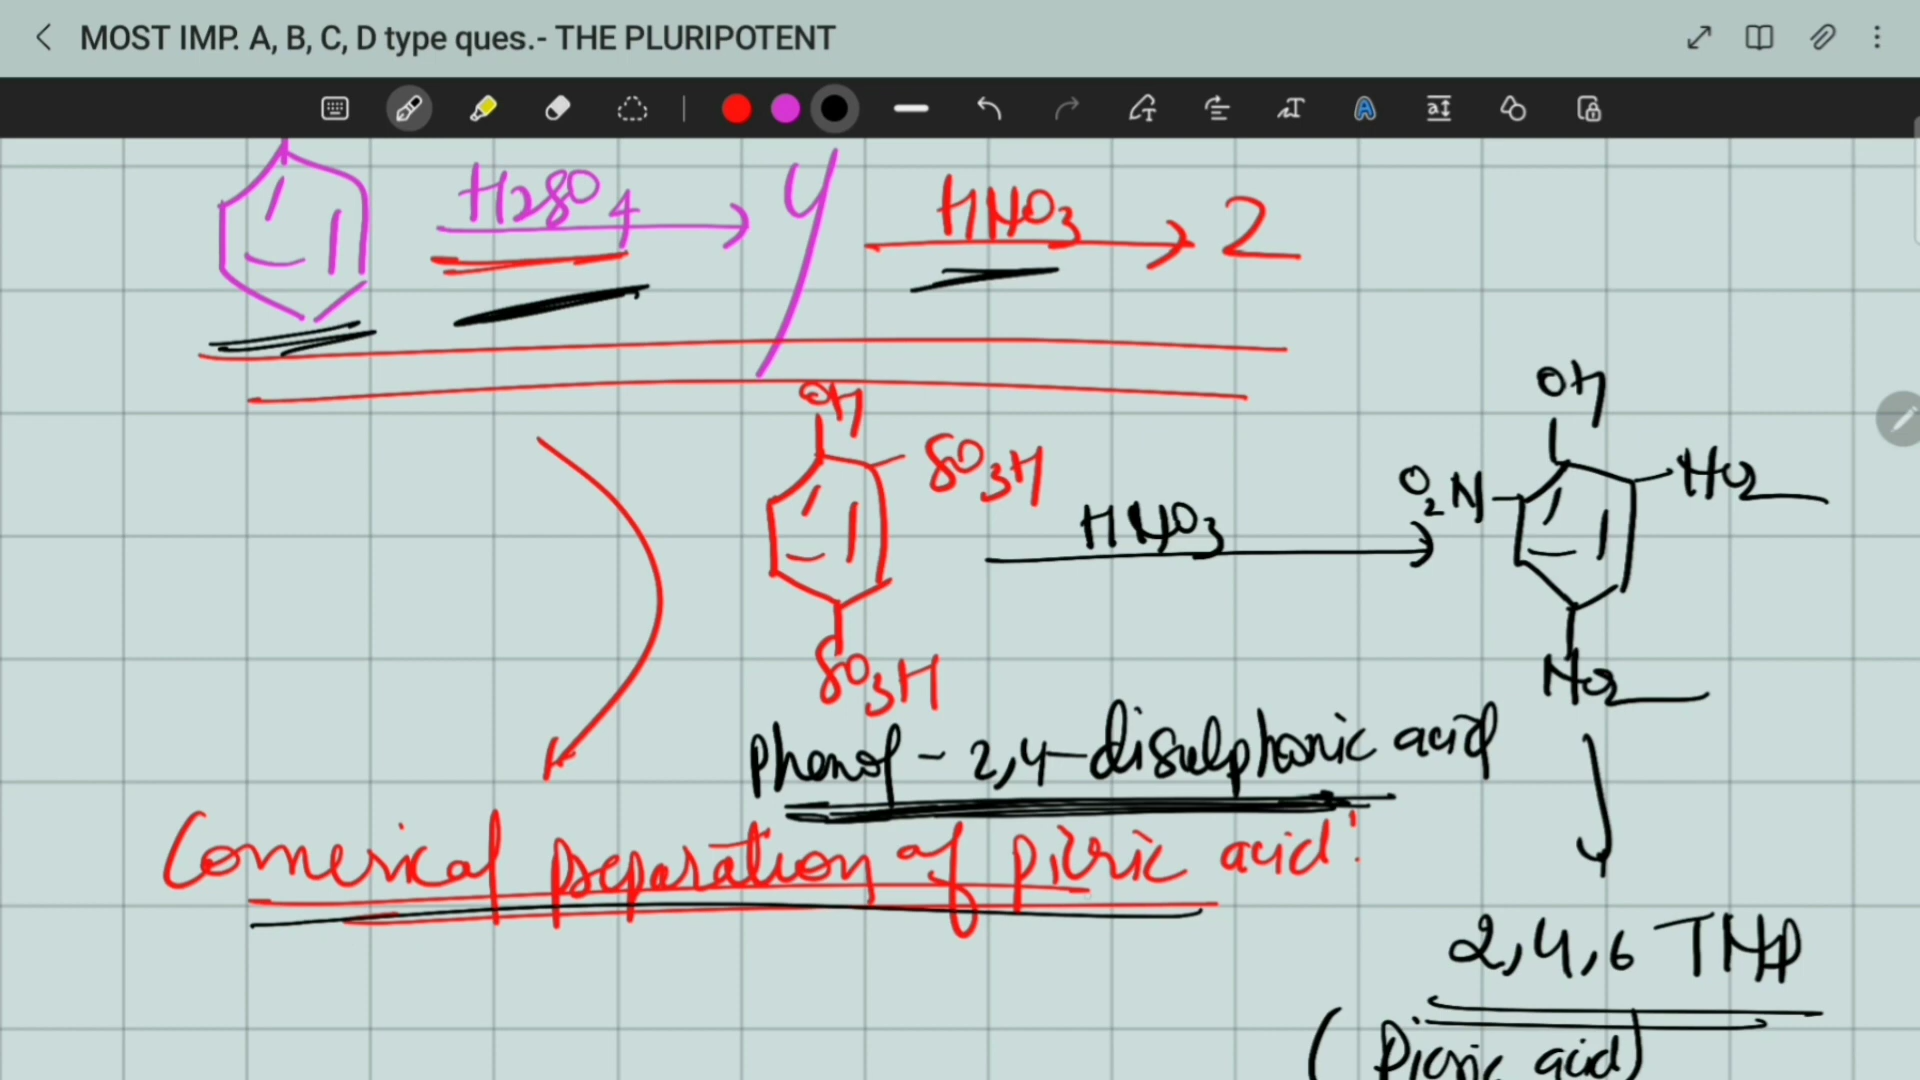 MOST IMP. A, B, C, D type ques.- THE PLURIPOTENT
H2SO4 Y HNO3 Z
OH
SO3H
HNO3
SO3H
OH
O2N NO2
NO2
phenol-2,4-disulphonic acid
Comerical preparation of picric acid:
2,4,6 TNP
(Picric acid)